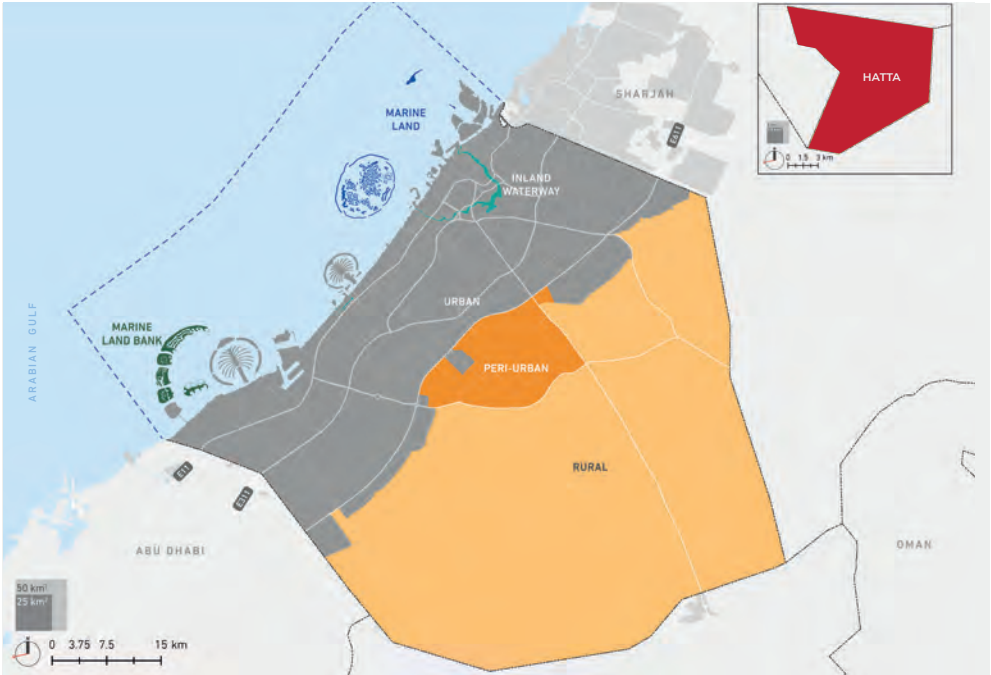 HATTA
0 1.5 3 km
SHARJAH
E611
MARINE
LAND
INLAND
WATERWAY
ARABIAN GULF
URBAN
MARINE
LAND BANK
PERI-URBAN
RURAL
E11
E311
ABU DHABI
OMAN
50 km²
25 km²
0 3.75 7.5 15 km